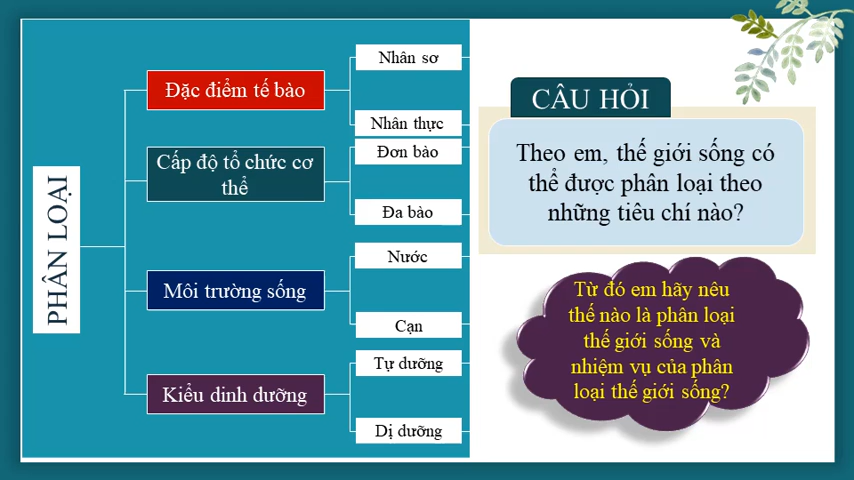 PHÂN LOẠI
Đặc điểm tế bào
Nhân sơ
Nhân thực
Cấp độ tổ chức cơ
thể
Đơn bào
Đa bào
Môi trường sống
Nước
Cạn
Kiểu dinh dưỡng
Tự dưỡng
Dị dưỡng
CÂU HỎI
Theo em, thế giới sống có
thể được phân loại theo
những tiêu chí nào?
Từ đó em hãy nêu
thế nào là phân loại
thế giới sống và
nhiệm vụ của phân
loại thế giới sống?